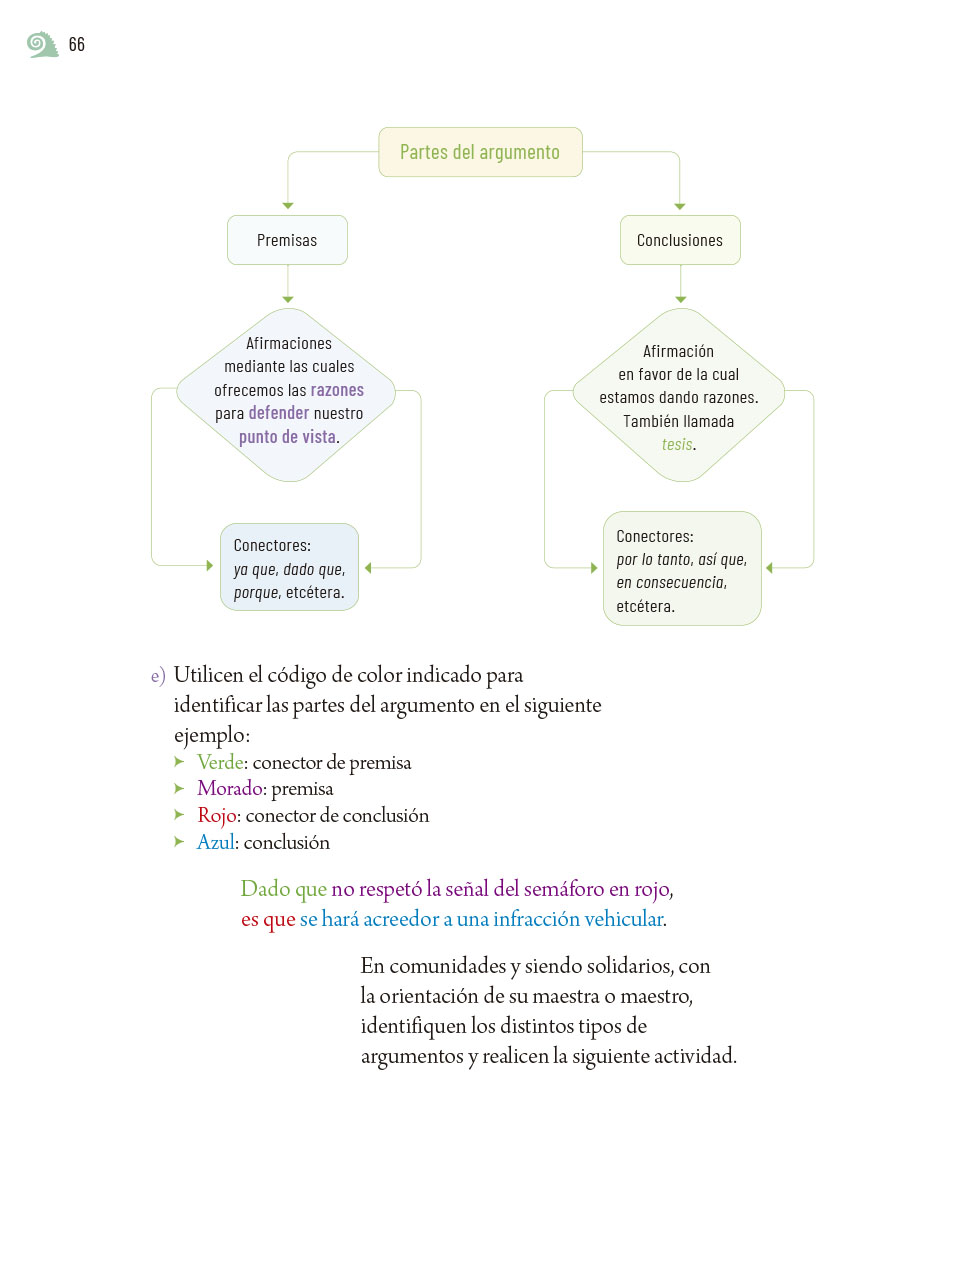 66
Partes del argumento
Premisas
Conclusiones
Afirmaciones
mediante las cuales
ofrecemos las razones
para defender nuestro
punto de vista.
Afirmación
en favor de la cual
estamos dando razones.
También llamada
tesis.
Conectores:
ya que, dado que,
porque, etcétera.
Conectores:
por lo tanto, así que,
en consecuencia,
etcétera.
e) Utilicen el código de color indicado para
identificar las partes del argumento en el siguiente
ejemplo:
➤ Verde: conector de premisa
➤ Morado: premisa
➤ Rojo: conector de conclusión
➤ Azul: conclusión
Dado que no respetó la señal del semáforo en rojo,
es que se hará acreedor a una infracción vehicular.
En comunidades y siendo solidarios, con
la orientación de su maestra o maestro,
identifiquen los distintos tipos de
argumentos y realicen la siguiente actividad.